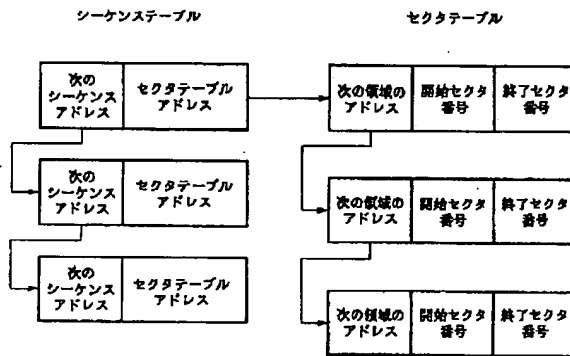 シーケンステーブル
セクタテーブル
次の
シーケンス
アドレス
セクタテーブル
アドレス
次の領域の
アドレス
開始セクタ
番号
終了セクタ
番号
次の
シーケンス
アドレス
セクタテーブル
アドレス
次の領域の
アドレス
開始セクタ
番号
終了セクタ
番号
次の
シーケンス
アドレス
セクタテーブル
アドレス
次の領域の
アドレス
開始セクタ
番号
終了セクタ
番号